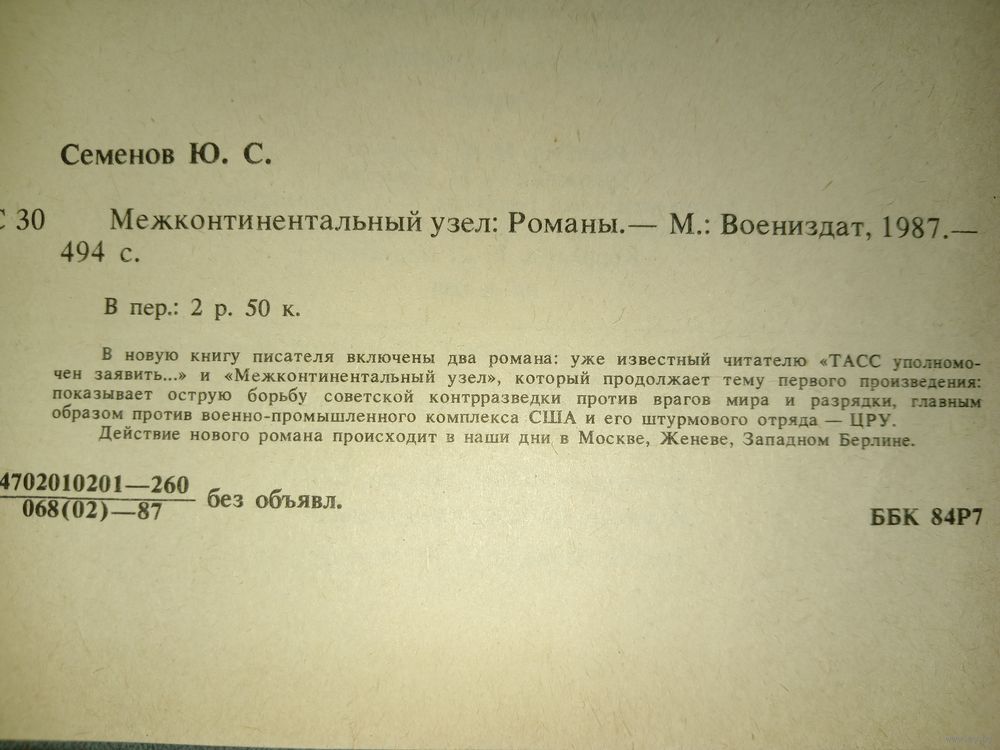 Семенов Ю. С.
С 30 Межконтинентальный узел: Романы.— М.: Воениздат, 1987.—
494 с.
В пер.: 2 р. 50 к.
В новую книгу писателя включены два романа: уже известный читателю «ТАСС уполномо-
чен заявить...» и «Межконтинентальный узел», который продолжает тему первого произведения:
показывает острую борьбу советской контрразведки против врагов мира и разрядки, главным
образом против военно-промышленного комплекса США и его штурмового отряда — ЦРУ.
Действие нового романа происходит в наши дни в Москве, Женеве, Западном Берлине.
4702010201—260
068(02)—87
без объявл.
ББК 84Р7